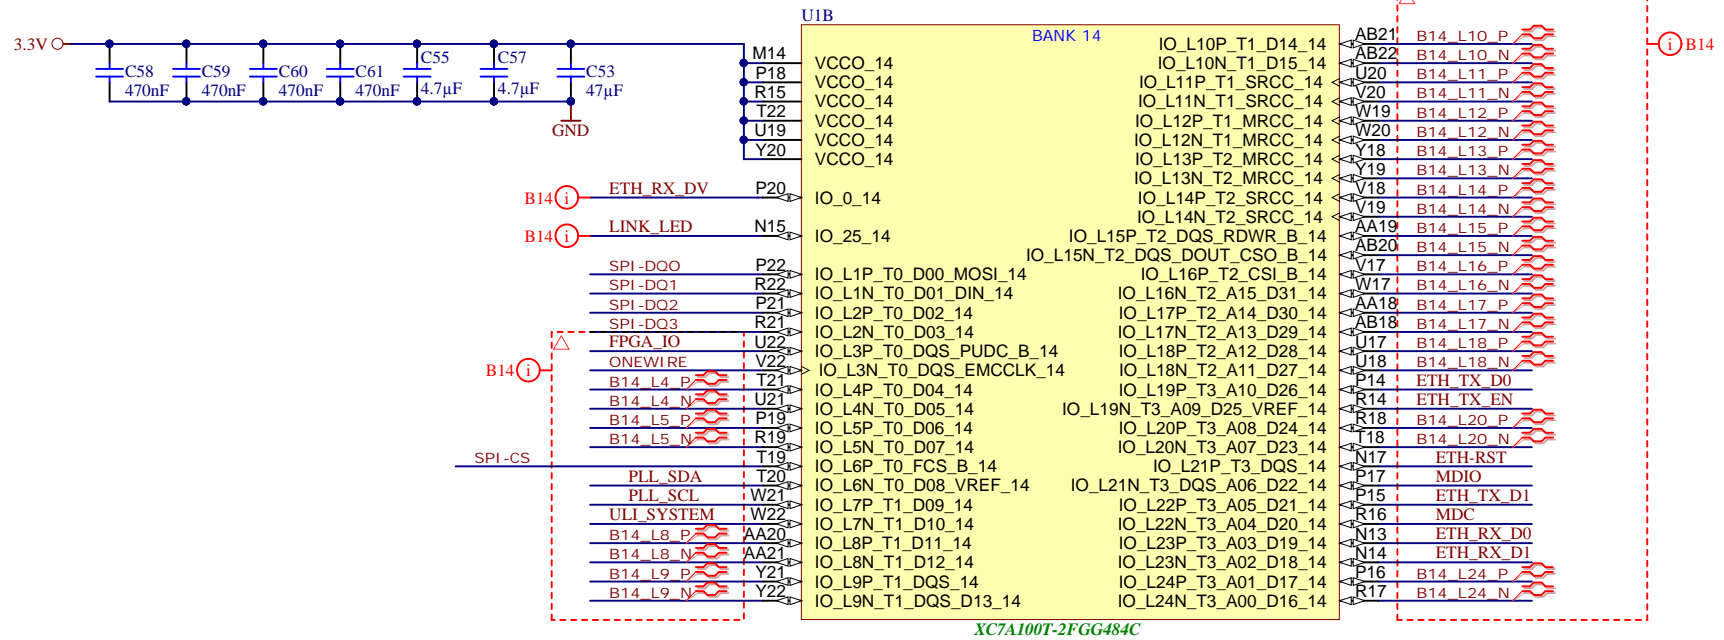 U1B
BANK 14
3.3V
C58
470nF
C59
470nF
C60
470nF
C61
470nF
C55
4.7µF
C57
4.7µF
C53
47µF
GND
M14 VCCO_14
P18 VCCO_14
R15 VCCO_14
T22 VCCO_14
U19 VCCO_14
Y20 VCCO_14
B14 i ETH_RX_DV P20 IO_0_14
B14 i LINK_LED N15 IO_25_14
SPI-DQ0 P22 IO_L1P_T0_D00_MOSI_14
SPI-DQ1 R22 IO_L1N_T0_D01_DIN_14
SPI-DQ2 P21 IO_L2P_T0_D02_14
SPI-DQ3 R21 IO_L2N_T0_D03_14
FPGA_IO U22 IO_L3P_T0_DQS_PUDC_B_14
B14 i ONEWIRE V22 IO_L3N_T0_DQS_EMCCLK_14
B14_L4_P T21 IO_L4P_T0_D04_14
B14_L4_N U21 IO_L4N_T0_D05_14
B14_L5_P P19 IO_L5P_T0_D06_14
B14_L5_N R19 IO_L5N_T0_D07_14
SPI-CS T19 IO_L6P_T0_FCS_B_14
PLL_SDA T20 IO_L6N_T0_D08_VREF_14
PLL_SCL W21 IO_L7P_T1_D09_14
ULI_SYSTEM W22 IO_L7N_T1_D10_14
B14_L8_P AA20 IO_L8P_T1_D11_14
B14_L8_N AA21 IO_L8N_T1_D12_14
B14_L9_P Y21 IO_L9P_T1_DQS_14
B14_L9_N Y22 IO_L9N_T1_DQS_D13_14
IO_L10P_T1_D14_14 AB21 B14_L10_P
i B14
IO_L10N_T1_D15_14 AB22 B14_L10_N
IO_L11P_T1_SRCC_14 U20 B14_L11_P
IO_L11N_T1_SRCC_14 V20 B14_L11_N
IO_L12P_T1_MRCC_14 W19 B14_L12_P
IO_L12N_T1_MRCC_14 W20 B14_L12_N
IO_L13P_T2_MRCC_14 Y18 B14_L13_P
IO_L13N_T2_MRCC_14 Y19 B14_L13_N
IO_L14P_T2_SRCC_14 V18 B14_L14_P
IO_L14N_T2_SRCC_14 V19 B14_L14_N
IO_L15P_T2_DQS_RDWR_B_14 AA19 B14_L15_P
IO_L15N_T2_DQS_DOUT_CSO_B_14 AB20 B14_L15_N
IO_L16P_T2_CSI_B_14 V17 B14_L16_P
IO_L16N_T2_A15_D31_14 W17 B14_L16_N
IO_L17P_T2_A14_D30_14 AA18 B14_L17_P
IO_L17N_T2_A13_D29_14 AB18 B14_L17_N
IO_L18P_T2_A12_D28_14 U17 B14_L18_P
IO_L18N_T2_A11_D27_14 U18 B14_L18_N
IO_L19P_T3_A10_D26_14 P14 ETH_TX_D0
IO_L19N_T3_A09_D25_VREF_14 R14 ETH_TX_EN
IO_L20P_T3_A08_D24_14 R18 B14_L20_P
IO_L20N_T3_A07_D23_14 T18 B14_L20_N
IO_L21P_T3_DQS_14 N17 ETH-RST
IO_L21N_T3_DQS_A06_D22_14 P17 MDIO
IO_L22P_T3_A05_D21_14 P15 ETH_TX_D1
IO_L22N_T3_A04_D20_14 R16 MDC
IO_L23P_T3_A03_D19_14 N13 ETH_RX_D0
IO_L23N_T3_A02_D18_14 N14 ETH_RX_D1
IO_L24P_T3_A01_D17_14 P16 B14_L24_P
IO_L24N_T3_A00_D16_14 R17 B14_L24_N
XC7A100T-2FGG484C